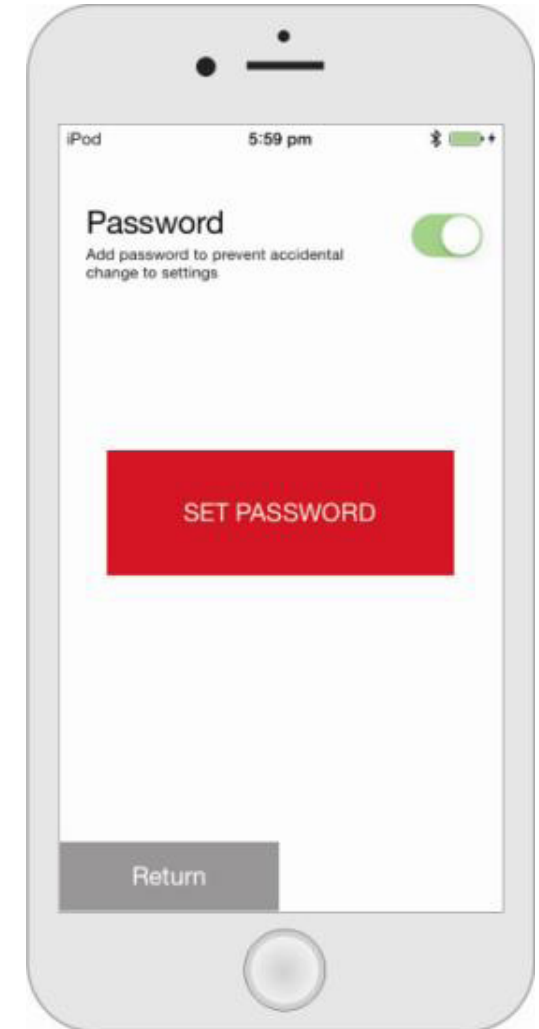 iPod 5:59 pm
Password
Add password to prevent accidental
change to settings
SET PASSWORD
Return